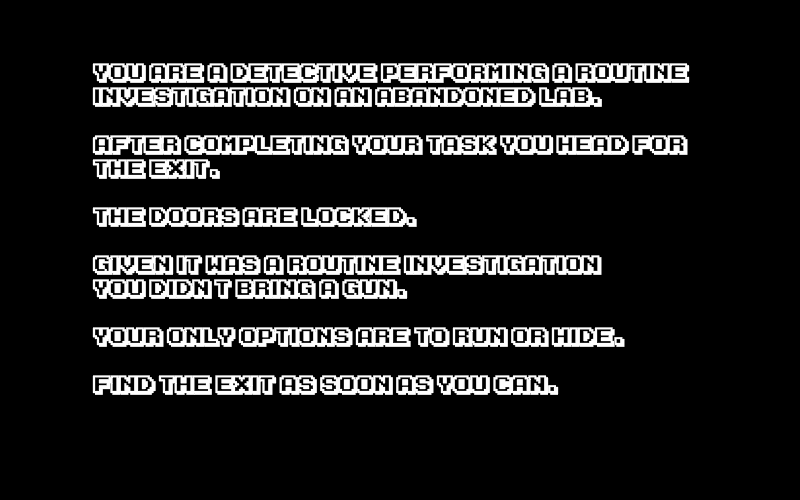 YOU ARE A DETECTIVE PERFORMING A ROUTINE
INVESTIGATION ON AN ABANDONED LAB.
AFTER COMPLETING YOUR TASK YOU HEAD FOR
THE EXIT.
THE DOORS ARE LOCKED.
GIVEN IT WAS A ROUTINE INVESTIGATION
YOU DIDN T BRING A GUN.
YOUR ONLY OPTIONS ARE TO RUN OR HIDE.
FIND THE EXIT AS SOON AS YOU CAN.